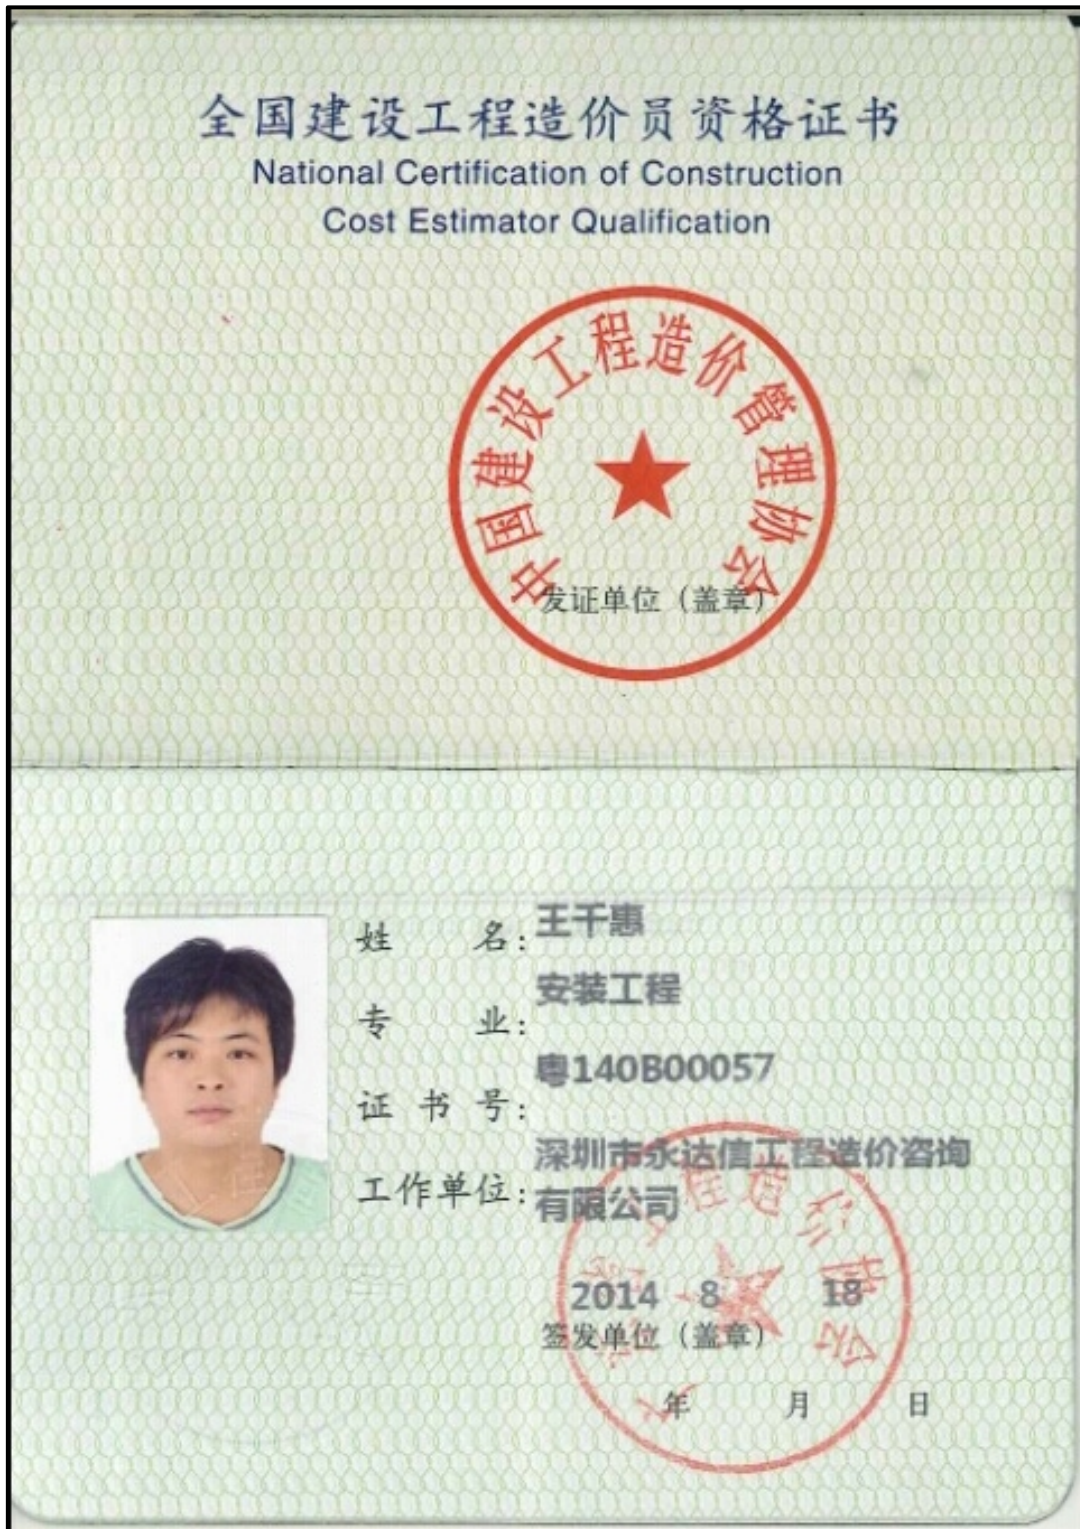 全国建设工程造价员资格证书
National Certification of Construction
Cost Estimator Qualification
中国建设工程造价管理协会
发证单位（盖章）
姓 名：王千惠
专 业：安装工程
证 书 号：粤140B00057
工作单位：深圳市永达信工程造价咨询
有限公司
2014 8 18
签发单位（盖章）
年 月 日